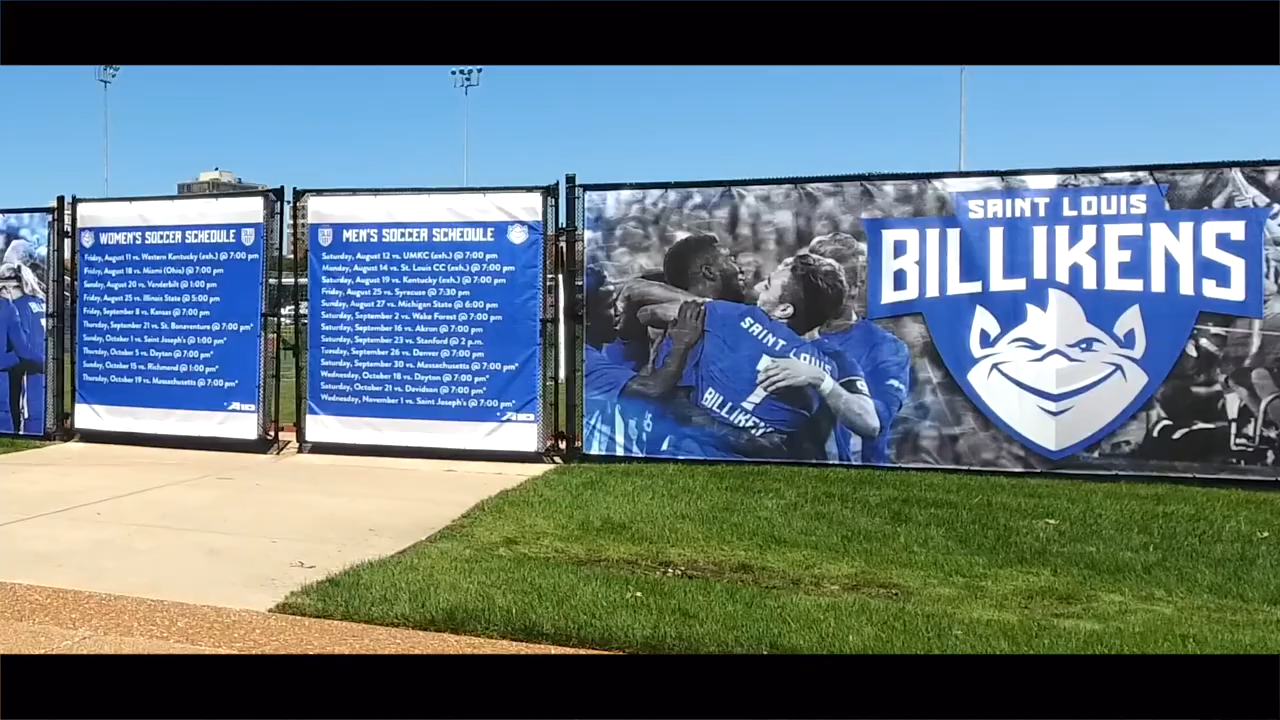 WOMEN'S SOCCER SCHEDULE
Friday, August 11 vs. Western Kentucky (exh.) @ 7:00 pm
Friday, August 18 vs. Miami (Ohio) @ 7:00 pm
Sunday, August 20 vs. Vanderbilt @ 1:00 pm
Friday, August 25 vs. Illinois State @ 5:00 pm
Friday, September 8 vs. Kansas @ 7:00 pm
Thursday, September 21 vs. St. Bonaventure @ 7:00 pm*
Sunday, October 1 vs. Saint Joseph's @ 1:00 pm*
Thursday, October 5 vs. Dayton @ 7:00 pm*
Sunday, October 15 vs. Richmond @ 1:00 pm*
Thursday, October 19 vs. Massachusetts @ 7:00 pm*
A10
MEN'S SOCCER SCHEDULE
Saturday, August 12 vs. UMKC (exh.) @ 7:00 pm
Monday, August 14 vs. St. Louis CC (exh.) @ 7:00 pm
Saturday, August 19 vs. Kentucky (exh.) @ 7:00 pm
Friday, August 25 vs. Syracuse @ 7:30 pm
Sunday, August 27 vs. Michigan State @ 6:00 pm
Saturday, September 2 vs. Wake Forest @ 7:00 pm
Saturday, September 16 vs. Akron @ 7:00 pm
Saturday, September 23 vs. Stanford @ 2 p.m.
Tuesday, September 26 vs. Denver @ 7:00 pm
Saturday, September 30 vs. Massachusetts @ 7:00 pm*
Wednesday, October 18 vs. Dayton @ 7:00 pm*
Saturday, October 21 vs. Davidson @ 7:00 pm*
Wednesday, November 1 vs. Saint Joseph's @ 7:00 pm*
A10
SAINT LOUIS
7
BILLIKEN
SAINT LOUIS
BILLIKENS